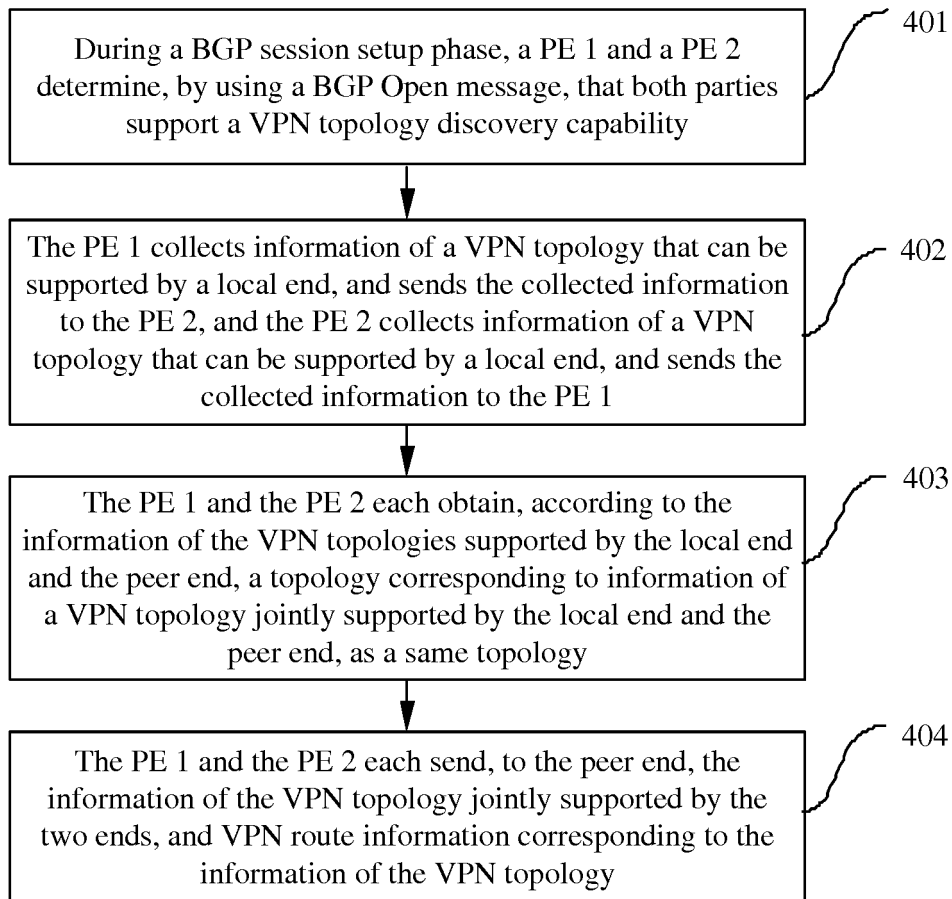 During a BGP session setup phase, a PE 1 and a PE 2
determine, by using a BGP Open message, that both parties
support a VPN topology discovery capability
401
The PE 1 collects information of a VPN topology that can be
supported by a local end, and sends the collected information
to the PE 2, and the PE 2 collects information of a VPN
topology that can be supported by a local end, and sends the
collected information to the PE 1
402
The PE 1 and the PE 2 each obtain, according to the
information of the VPN topologies supported by the local end
and the peer end, a topology corresponding to information of
a VPN topology jointly supported by the local end and the
peer end, as a same topology
403
The PE 1 and the PE 2 each send, to the peer end, the
information of the VPN topology jointly supported by the
two ends, and VPN route information corresponding to the
information of the VPN topology
404